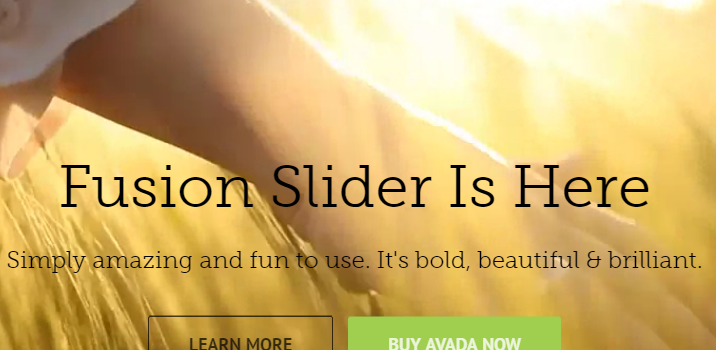 Fusion Slider Is Here
Simply amazing and fun to use. It's bold, beautiful & brilliant.
LEARN MORE
BUY AVADA NOW